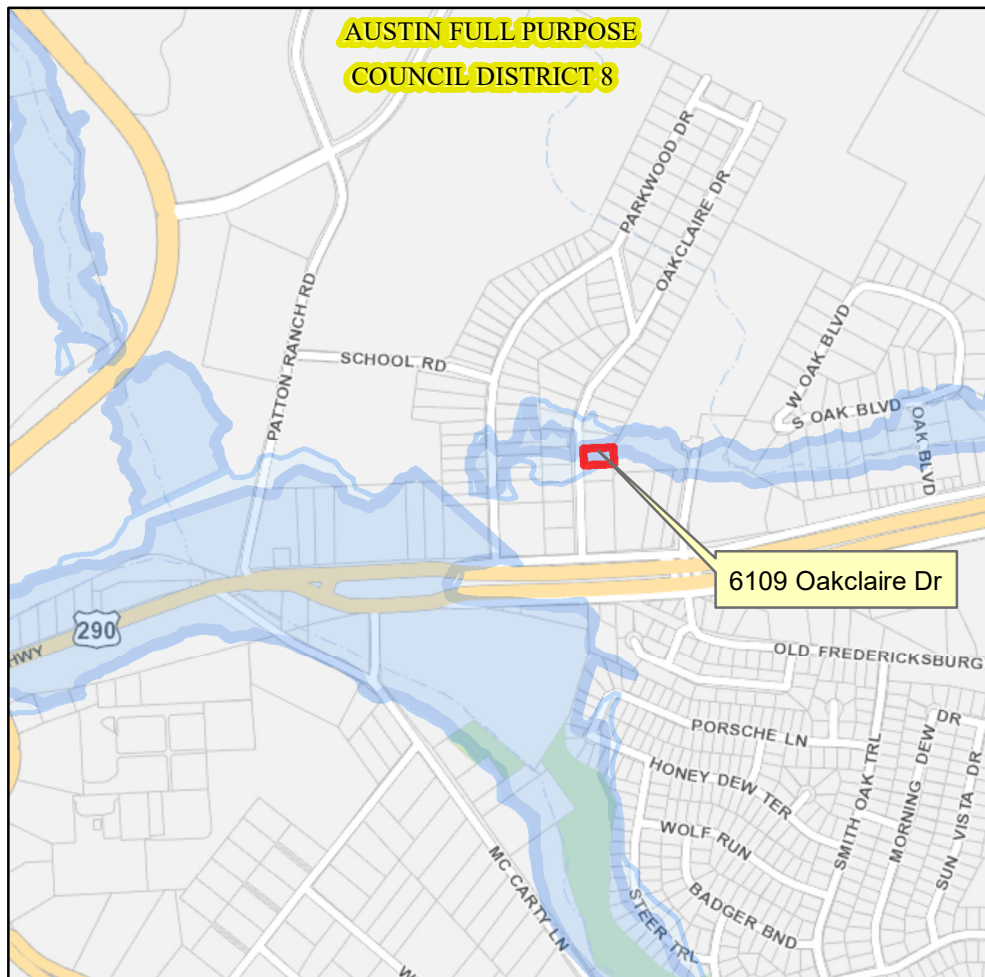 AUSTIN FULL PURPOSE
COUNCIL DISTRICT 8
PARKWOOD DR
OAKCLAIRE DR
PATTON RANCH RD
SCHOOL RD
W OAK BLVD
S OAK BLVD
OAK BLVD
6109 Oakclaire Dr
290
HWY
OLD FREDERICKSBURG
PORSCHE LN
HONEY DEW TER
SMITH OAK TRL
MORNING DEW DR
SUN VISTA DR
WOLF RUN
BADGER BND
STEER TRL
MC CARTY LN
W